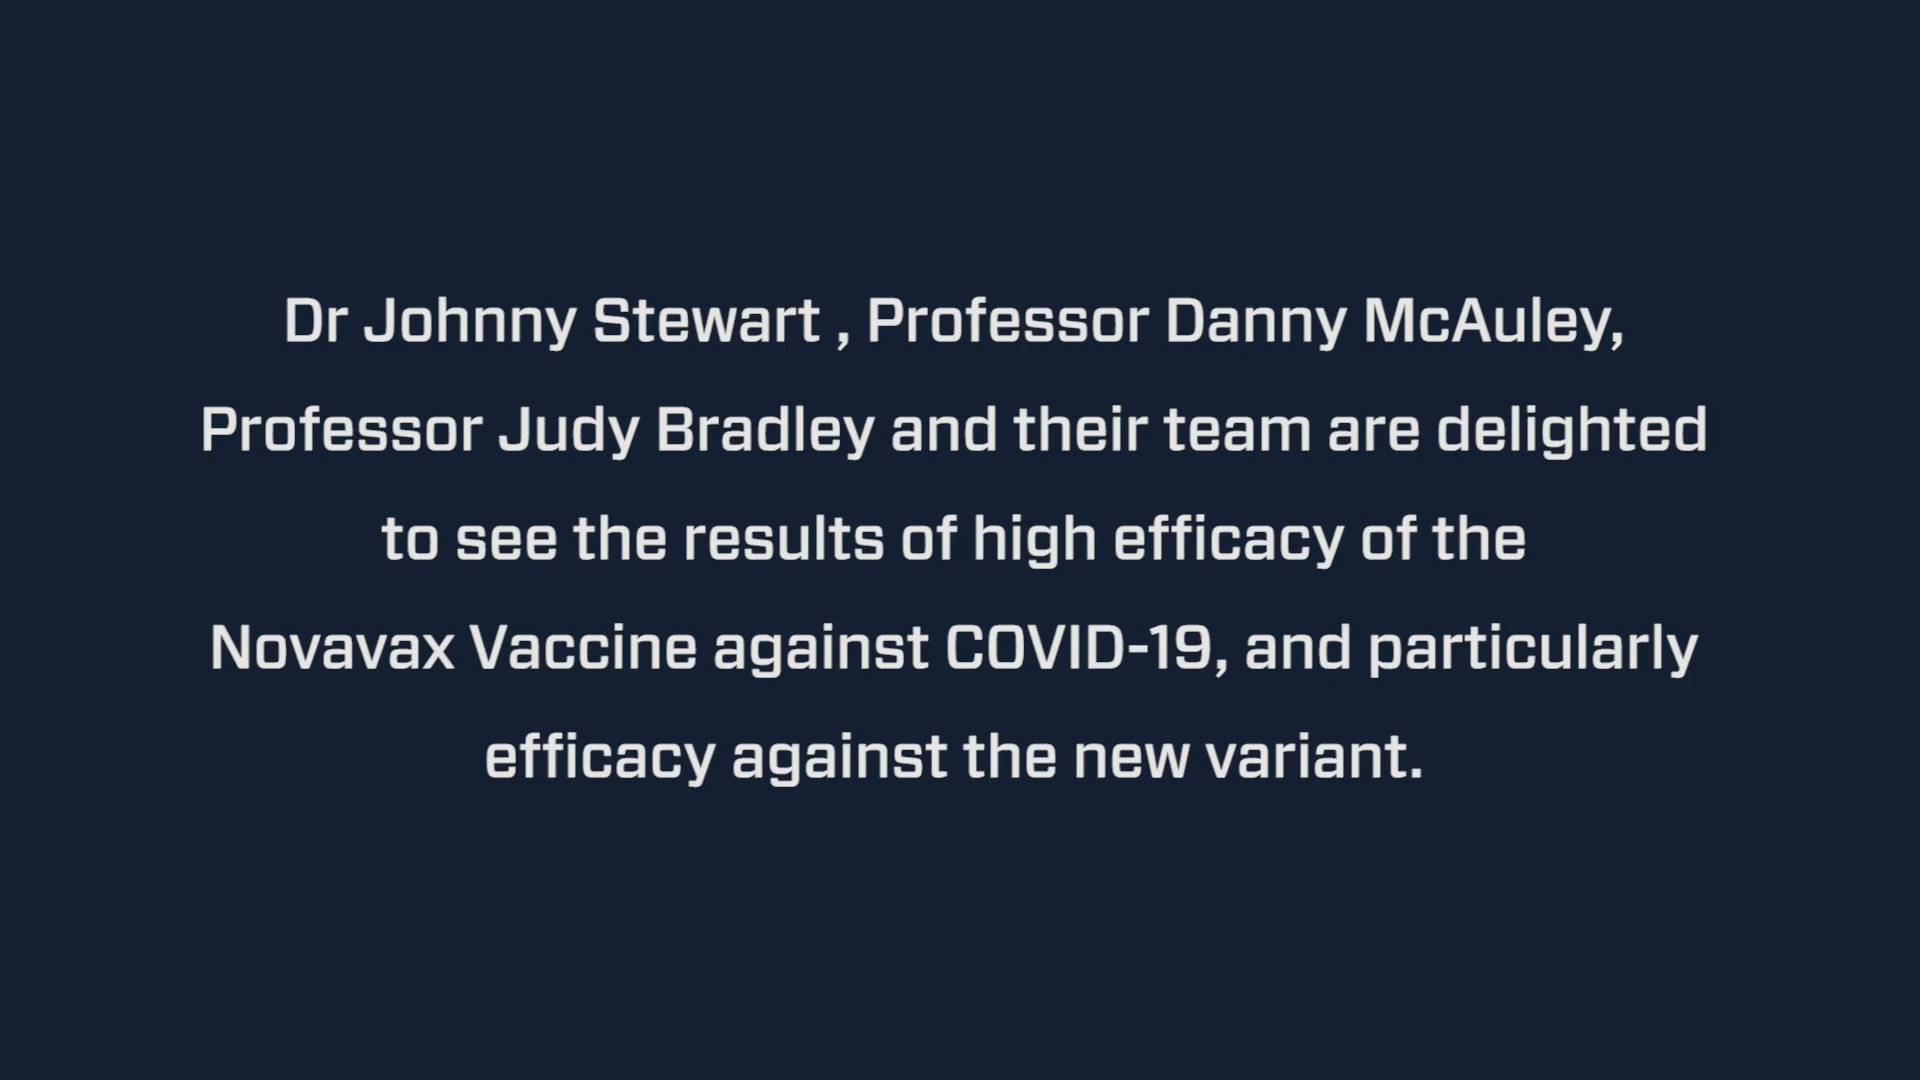 Dr Johnny Stewart , Professor Danny McAuley,
Professor Judy Bradley and their team are delighted
to see the results of high efficacy of the
Novavax Vaccine against COVID-19, and particularly
efficacy against the new variant.